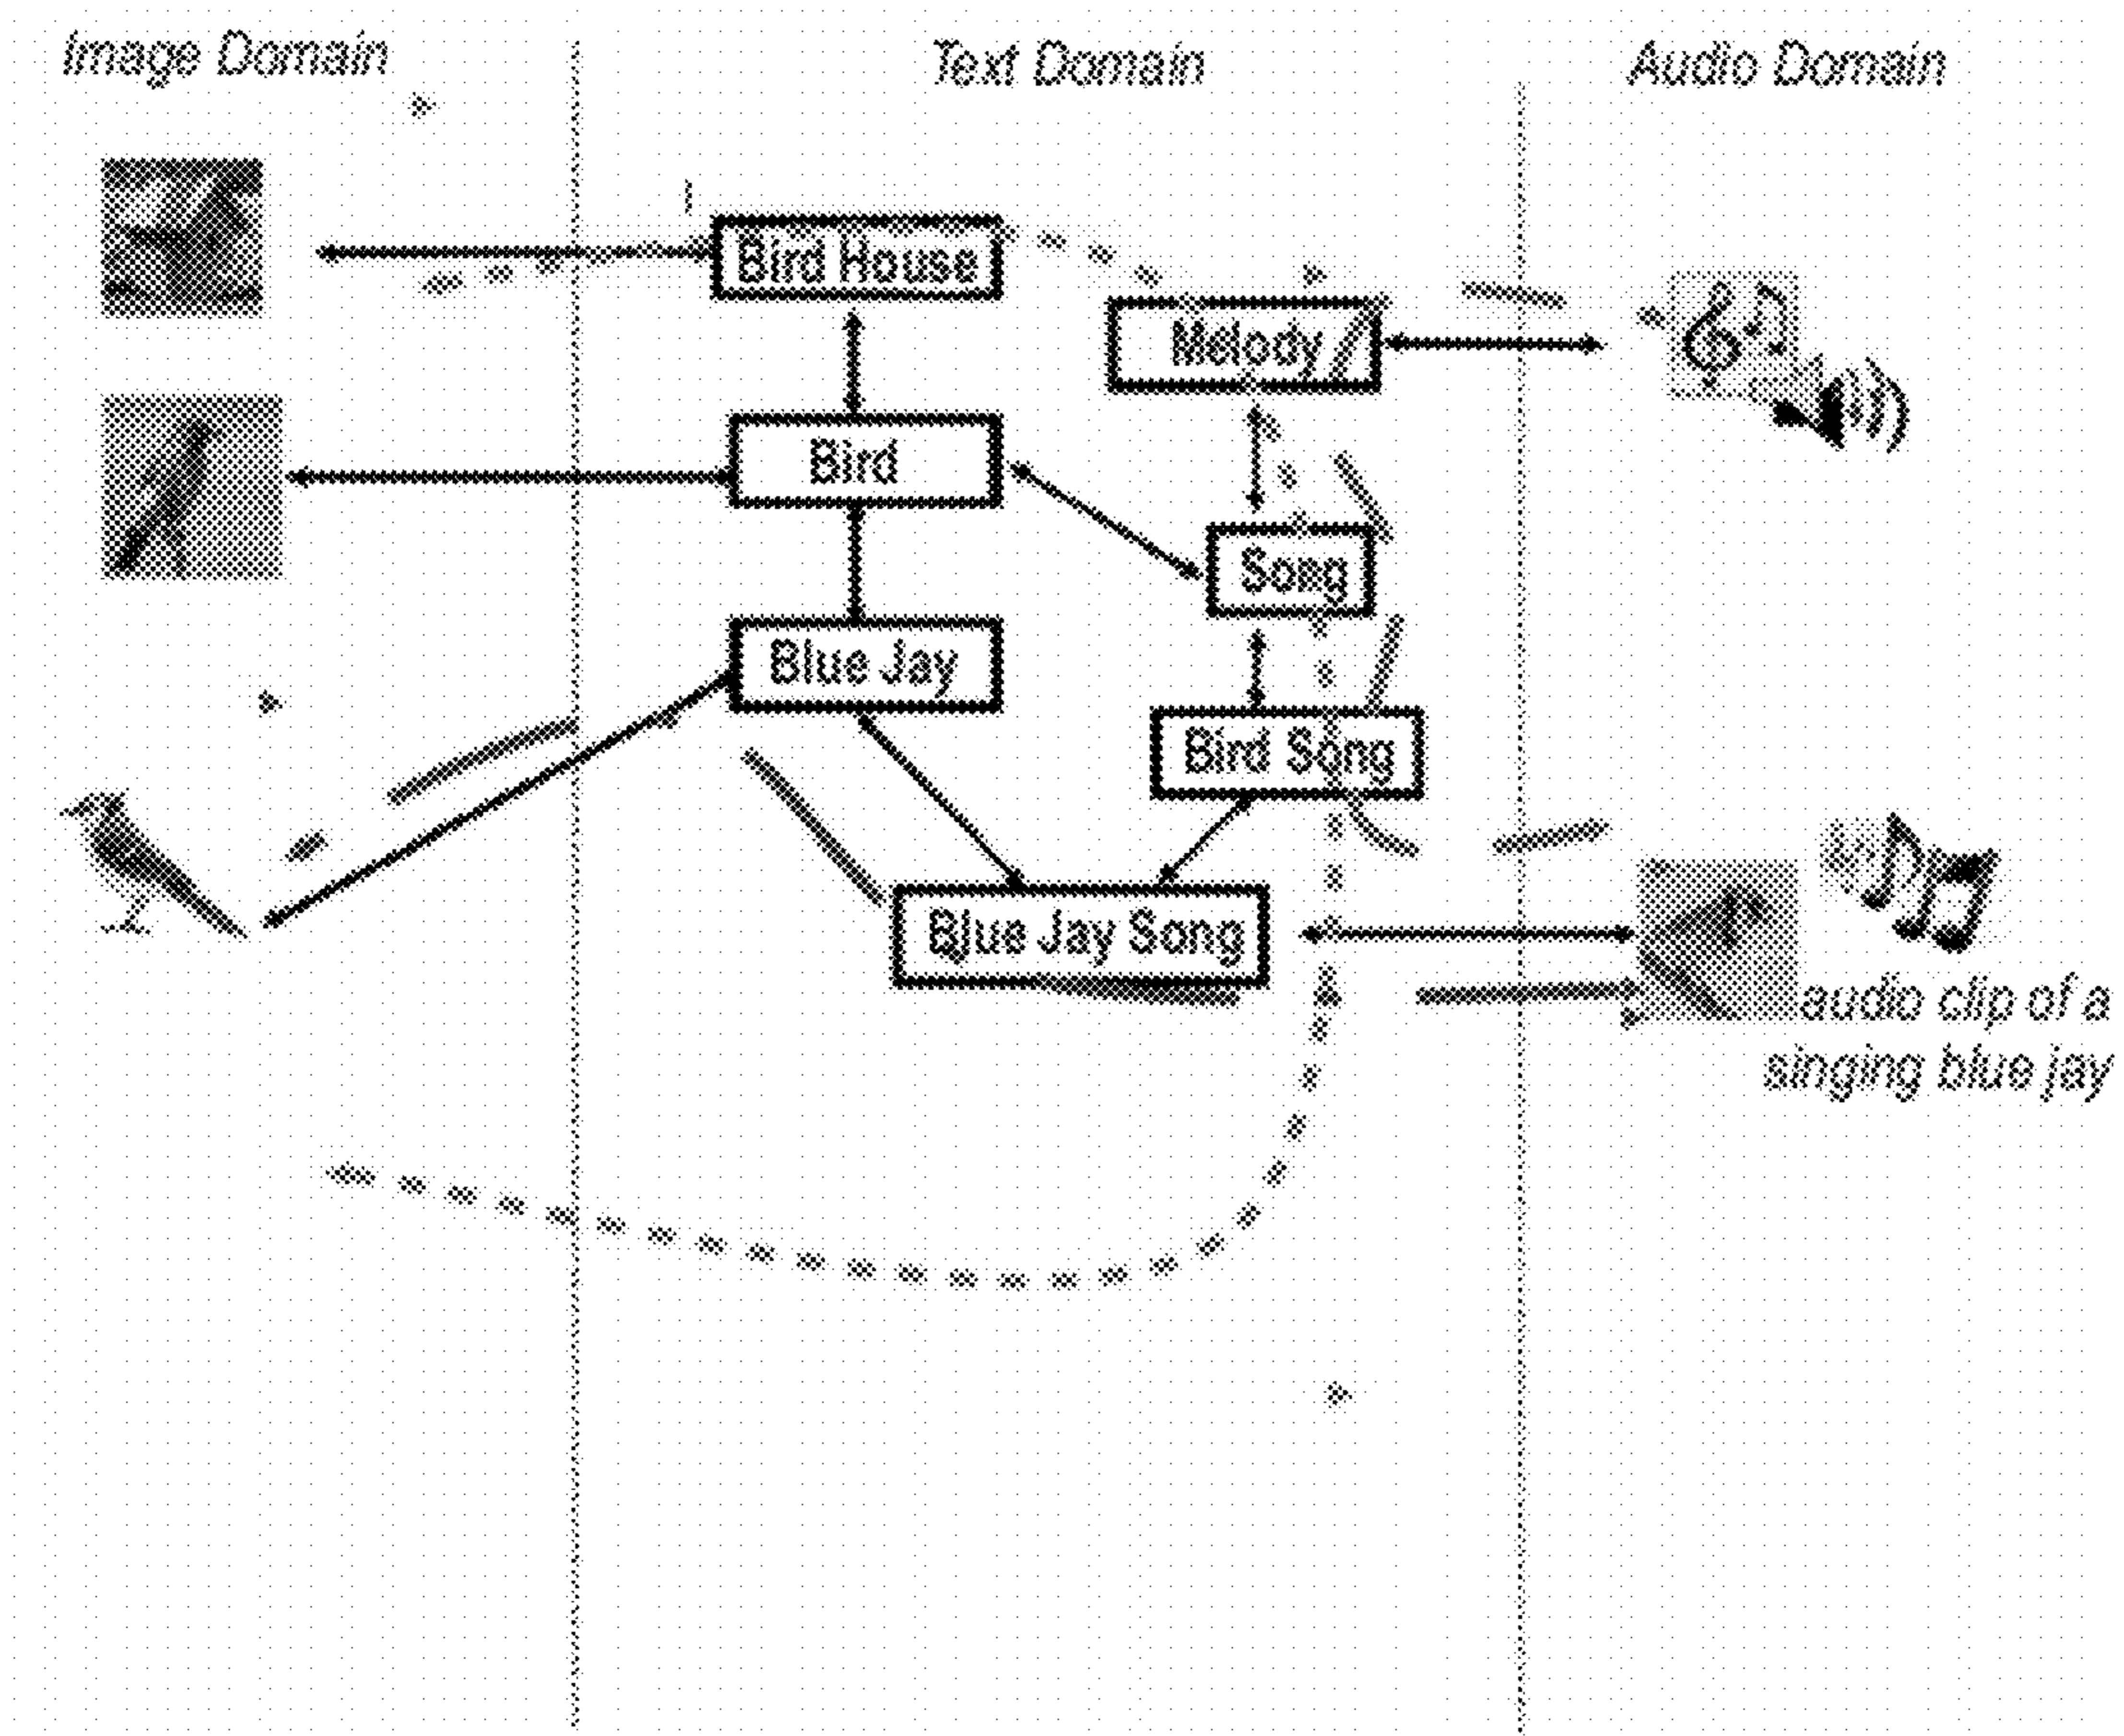 Image Domain
Text Domain
Audio Domain
Bird House
Melody
Bird
Song
Blue Jay
Bird Song
Blue Jay Song
audio clip of a
singing blue jay